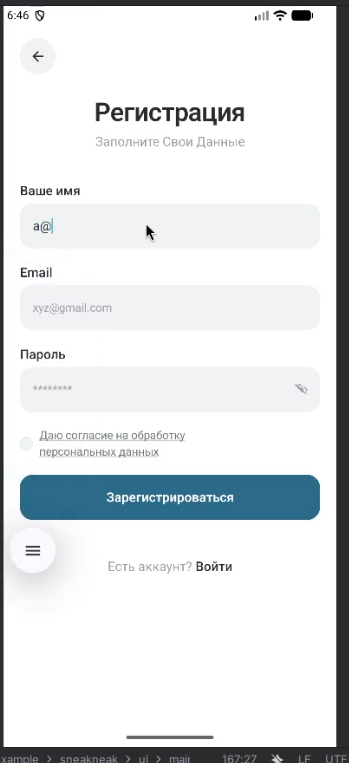 6:46
Регистрация
Заполните Свои Данные
Ваше имя
a@
Email
xyz@gmail.com
Пароль
********
Даю согласие на обработку
персональных данных
Зарегистрироваться
Есть аккаунт? Войти
xample > sneakneak > ui > mair 167:27 LF UTF